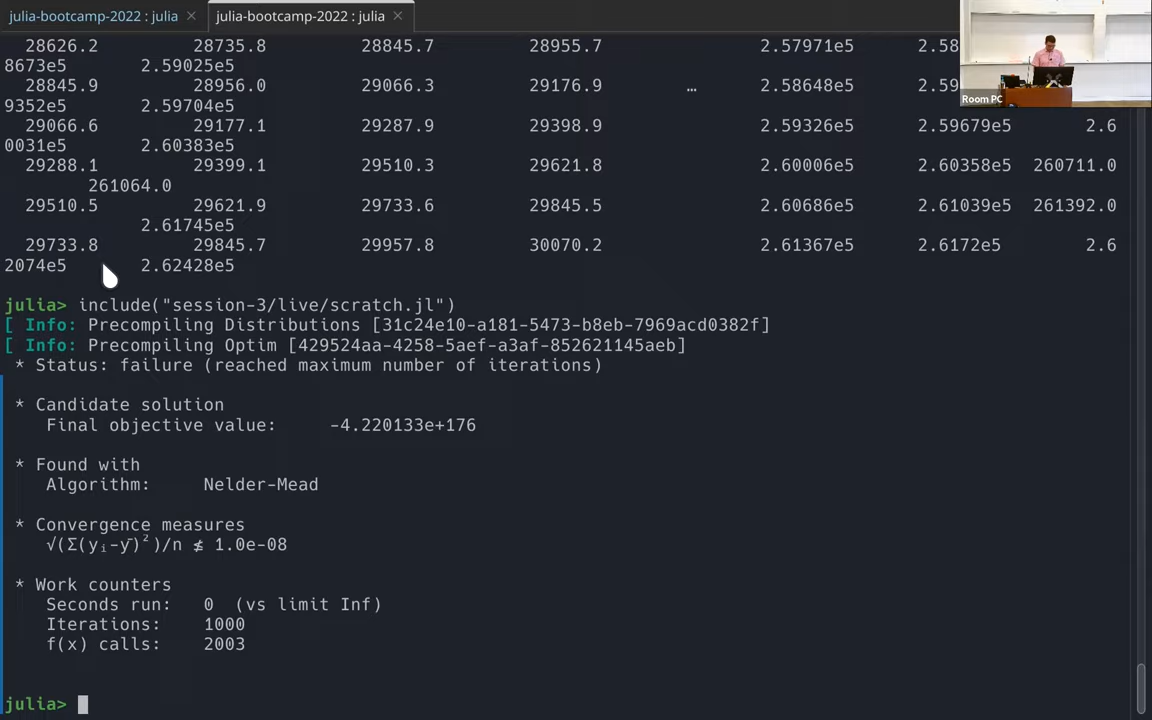 julia-bootcamp-2022 : julia × julia-bootcamp-2022 : julia ×
28626.2 28735.8 28845.7 28955.7 2.57971e5 2.58
8673e5 2.59025e5
28845.9 28956.0 29066.3 29176.9 … 2.58648e5 2.59
9352e5 2.59704e5
29066.6 29177.1 29287.9 29398.9 2.59326e5 2.59679e5 2.6
0031e5 2.60383e5
29288.1 29399.1 29510.3 29621.8 2.60006e5 2.60358e5 260711.0
261064.0
29510.5 29621.9 29733.6 29845.5 2.60686e5 2.61039e5 261392.0
2.61745e5
29733.8 29845.7 29957.8 30070.2 2.61367e5 2.6172e5 2.6
2074e5 2.62428e5
julia> include("session-3/live/scratch.jl")
[ Info: Precompiling Distributions [31c24e10-a181-5473-b8eb-7969acd0382f]
[ Info: Precompiling Optim [429524aa-4258-5aef-a3af-852621145aeb]
* Status: failure (reached maximum number of iterations)
* Candidate solution
Final objective value: -4.220133e+176
* Found with
Algorithm: Nelder-Mead
* Convergence measures
√(Σ(yᵢ-ȳ)²)/n ≰ 1.0e-08
* Work counters
Seconds run: 0 (vs limit Inf)
Iterations: 1000
f(x) calls: 2003
julia>
Room PC